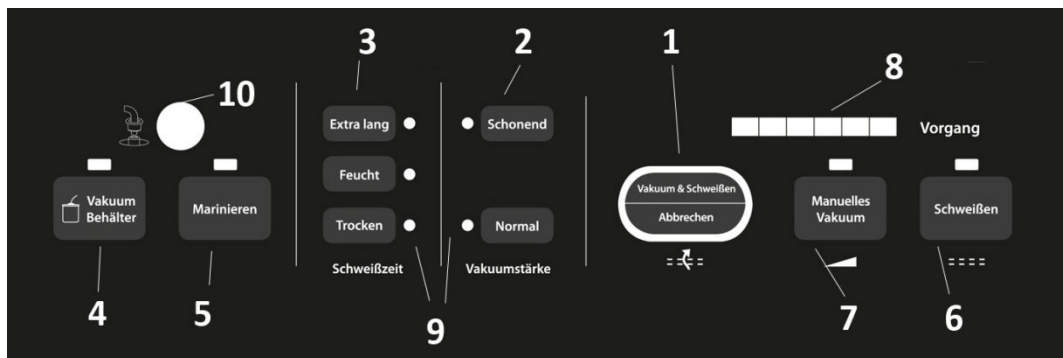 3
2
1
8
10
Extra lang
Schonend
Vorgang
Feucht
Vakuum & Schweißen
Abbrechen
Vakuum
Behälter
Marinieren
Manuelles
Vakuum
Schweißen
Trocken
Normal
Schweißzeit
Vakuumstärke
4
5
9
7
6